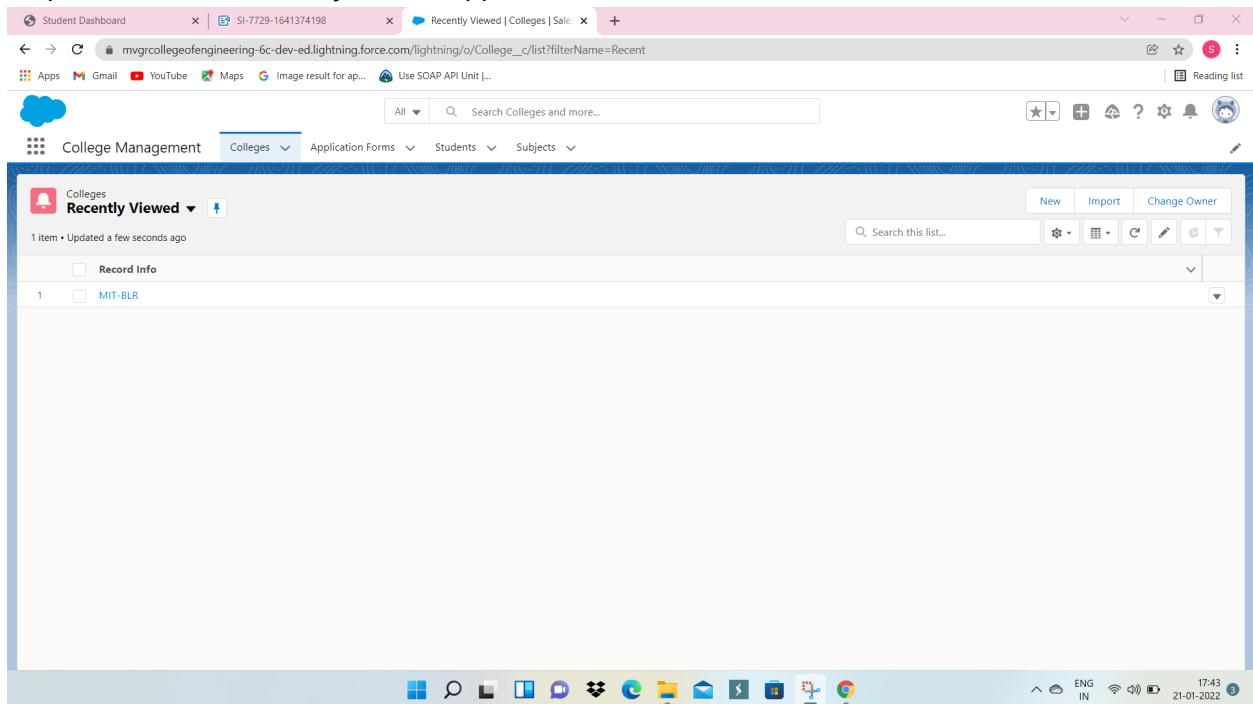 Student Dashboard
SI-7729-1641374198
Recently Viewed | Colleges | Sale
mvgrcollegeofengineering-6c-dev-ed.lightning.force.com/lightning/o/College__c/list?filterName=Recent
S
Apps
Gmail
YouTube
Maps
Image result for ap...
Use SOAP API Unit |...
Reading list
All
Search Colleges and more...
College Management
Colleges
Application Forms
Students
Subjects
Colleges
Recently Viewed
New
Import
Change Owner
1 item • Updated a few seconds ago
Search this list...
Record Info
1
MIT-BLR
ENG
IN
17:43
21-01-2022
3